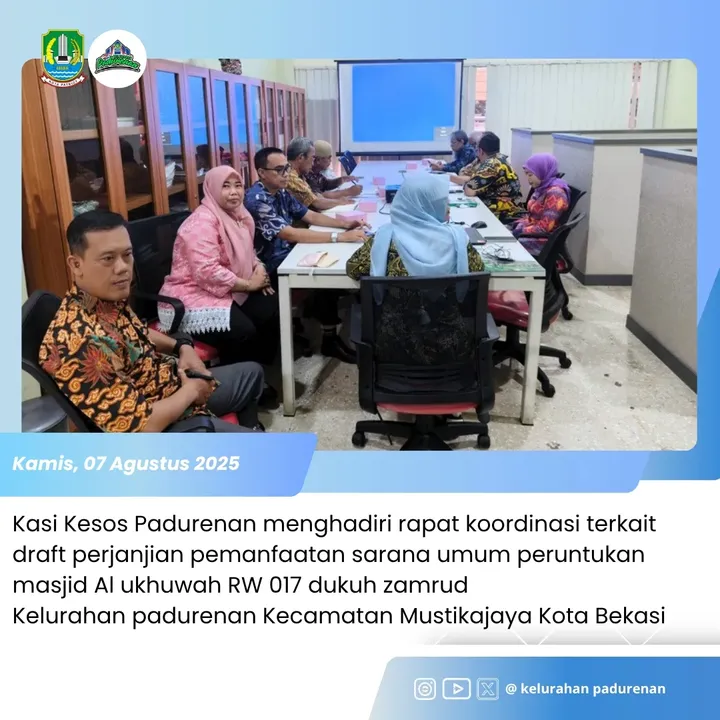 Kamis, 07 Agustus 2025
Kasi Kesos Padurenan menghadiri rapat koordinasi terkait
draft perjanjian pemanfaatan sarana umum peruntukan
masjid Al ukhuwah RW 017 dukuh zamrud
Kelurahan padurenan Kecamatan Mustikajaya Kota Bekasi
@ kelurahan padurenan